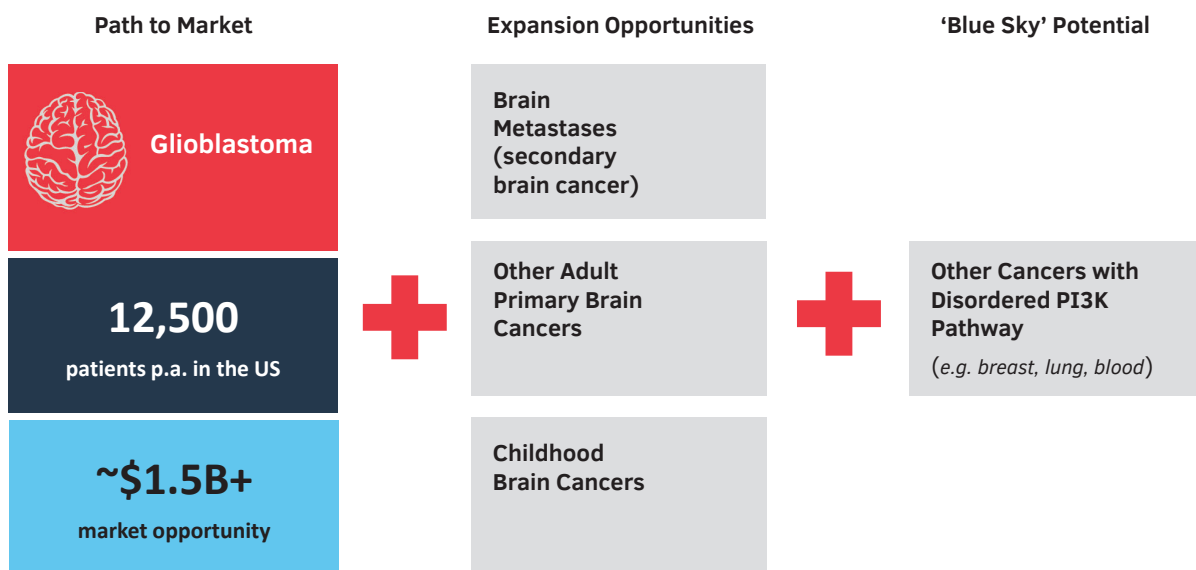 Path to Market
Glioblastoma
12,500
patients p.a. in the US
~$1.5B+
market opportunity
Expansion Opportunities
Brain
Metastases
(secondary
brain cancer)
Other Adult
Primary Brain
Cancers
Childhood
Brain Cancers
‘Blue Sky’ Potential
Other Cancers with
Disordered PI3K
Pathway
(e.g. breast, lung, blood)